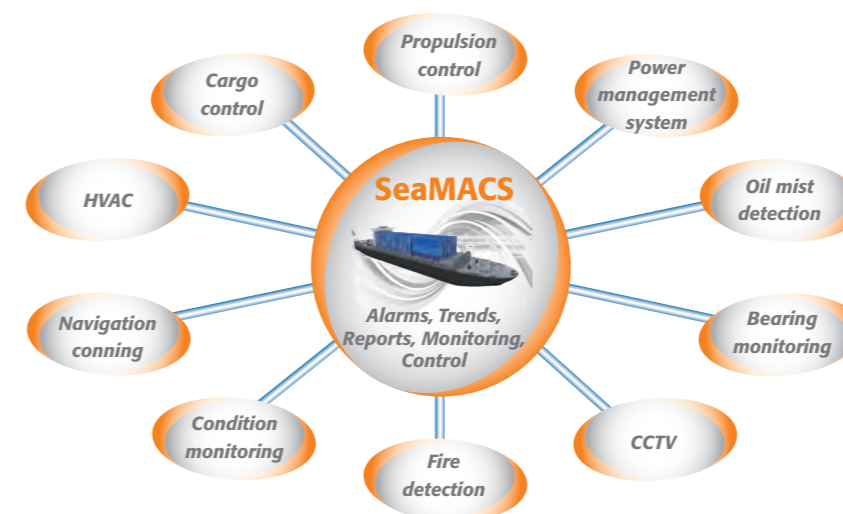 Propulsion
control
Cargo
control
Power
management
system
HVAC
SeaMACS
Oil mist
detection
Alarms, Trends,
Reports, Monitoring,
Control
Navigation
conning
Bearing
monitoring
Condition
monitoring
Fire
detection
CCTV